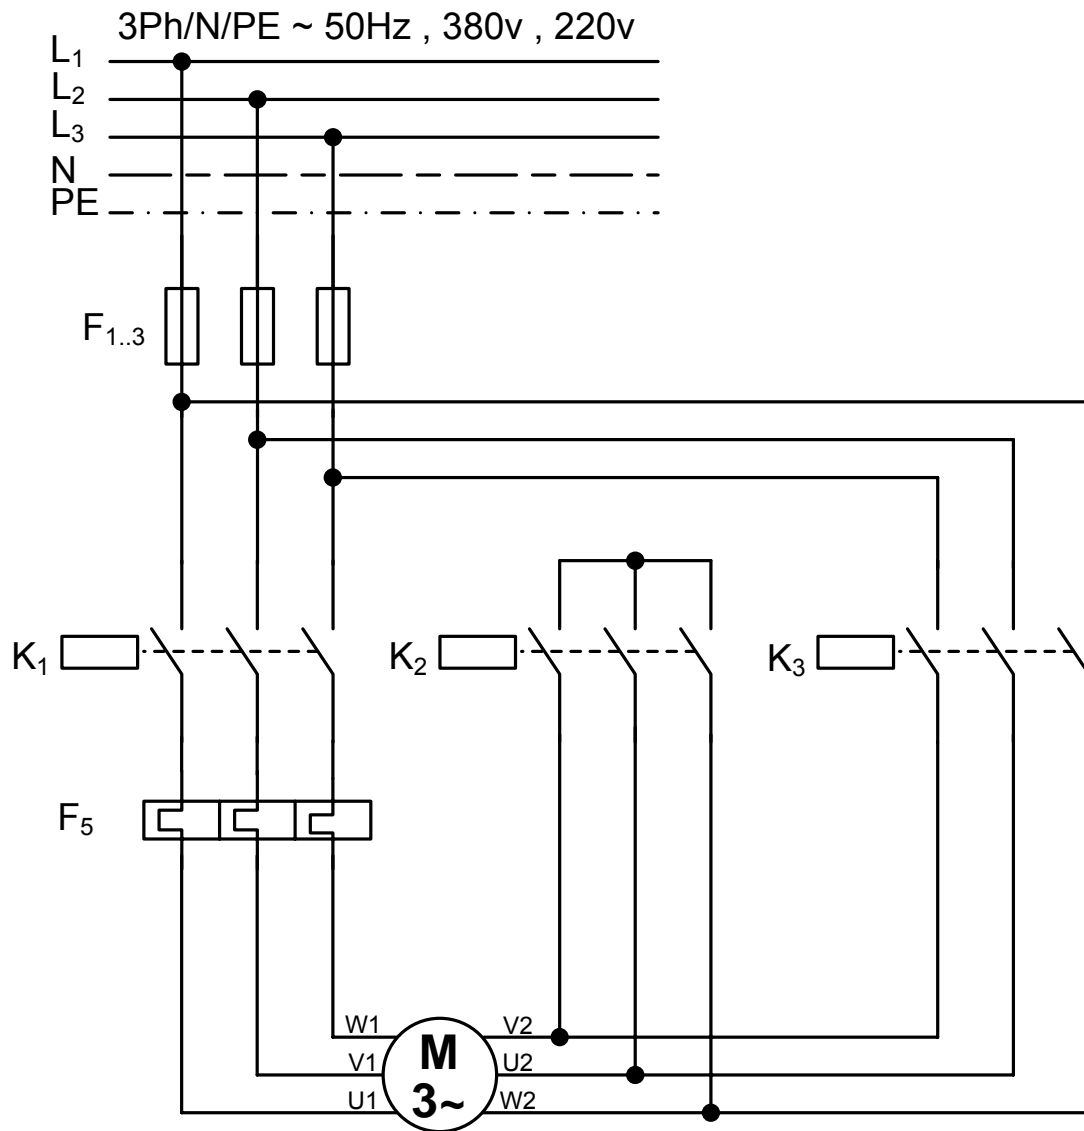 3Ph/N/PE ~ 50Hz , 380v , 220v
L1
L2
L3
N
PE
F1..3
K1 K2 K3
F5
W1 V2
V1 M U2
U1 3~ W2